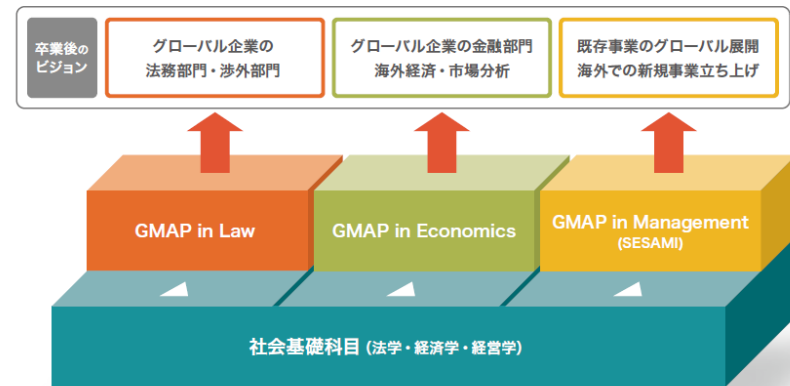 卒業後の
ビジョン
グローバル企業の
法務部門・渉外部門
グローバル企業の金融部門
海外経済・市場分析
既存事業のグローバル展開
海外での新規事業立ち上げ
GMAP in Law
GMAP in Economics
GMAP in Management
(SESAMI)
社会基礎科目（法学・経済学・経営学）